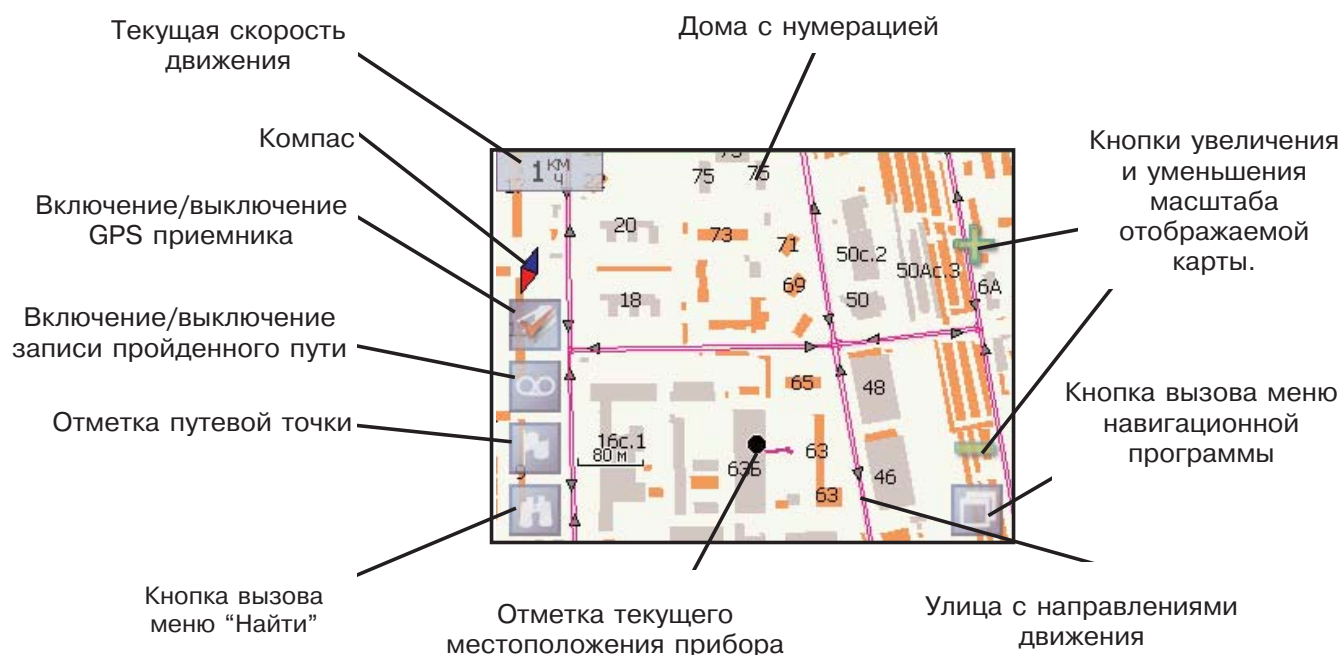 Текущая скорость
движения
Дома с нумерацией
Компас
Кнопки увеличения
и уменьшения
масштаба
отображаемой
карты.
Включение/выключение
GPS приемника
Включение/выключение
записи пройденного пути
Отметка путевой точки
Кнопка вызова меню
навигационной
программы
Кнопка вызова
меню “Найти”
Отметка текущего
местоположения прибора
Улица с направлениями
движения
1 КМ
Ч
75
76
20
73
71
50с.2
50Ас.3
6А
69
18
50
65
48
16с.1
80 м
63Б
63
46
63
9